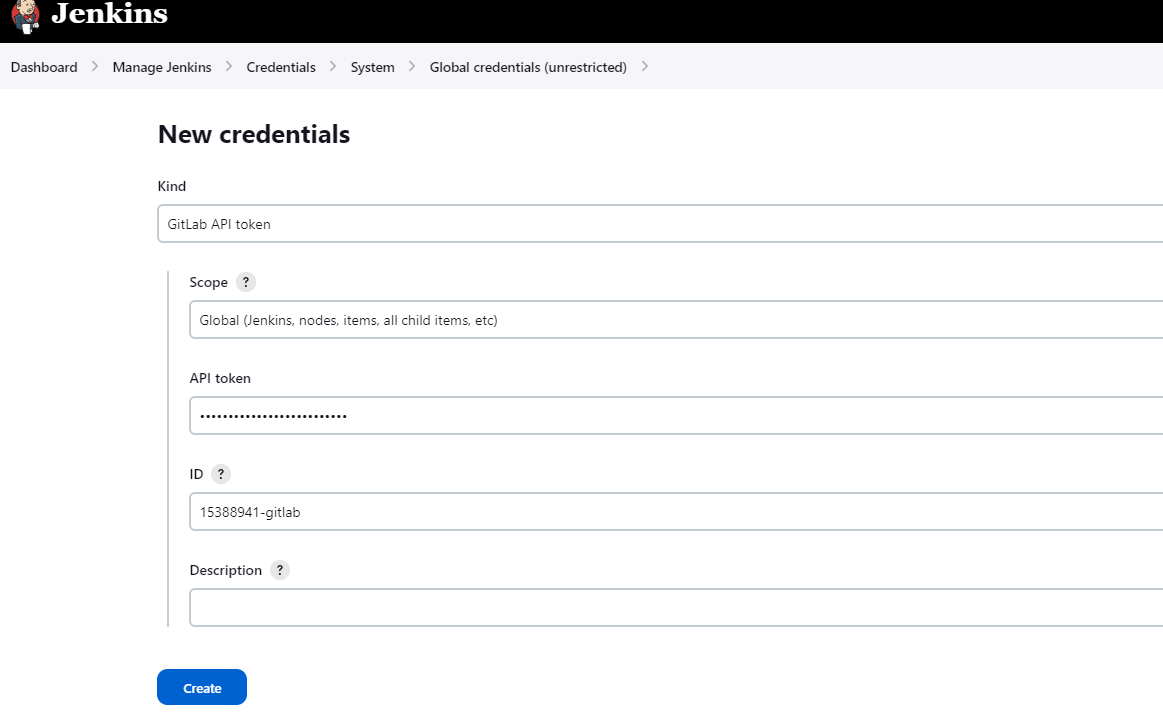 Jenkins
Dashboard > Manage Jenkins > Credentials > System > Global credentials (unrestricted) >
New credentials
Kind
GitLab API token
Scope ?
Global (Jenkins, nodes, items, all child items, etc)
API token
••••••••••••••••••••••••••
ID ?
15388941-gitlab
Description ?
Create